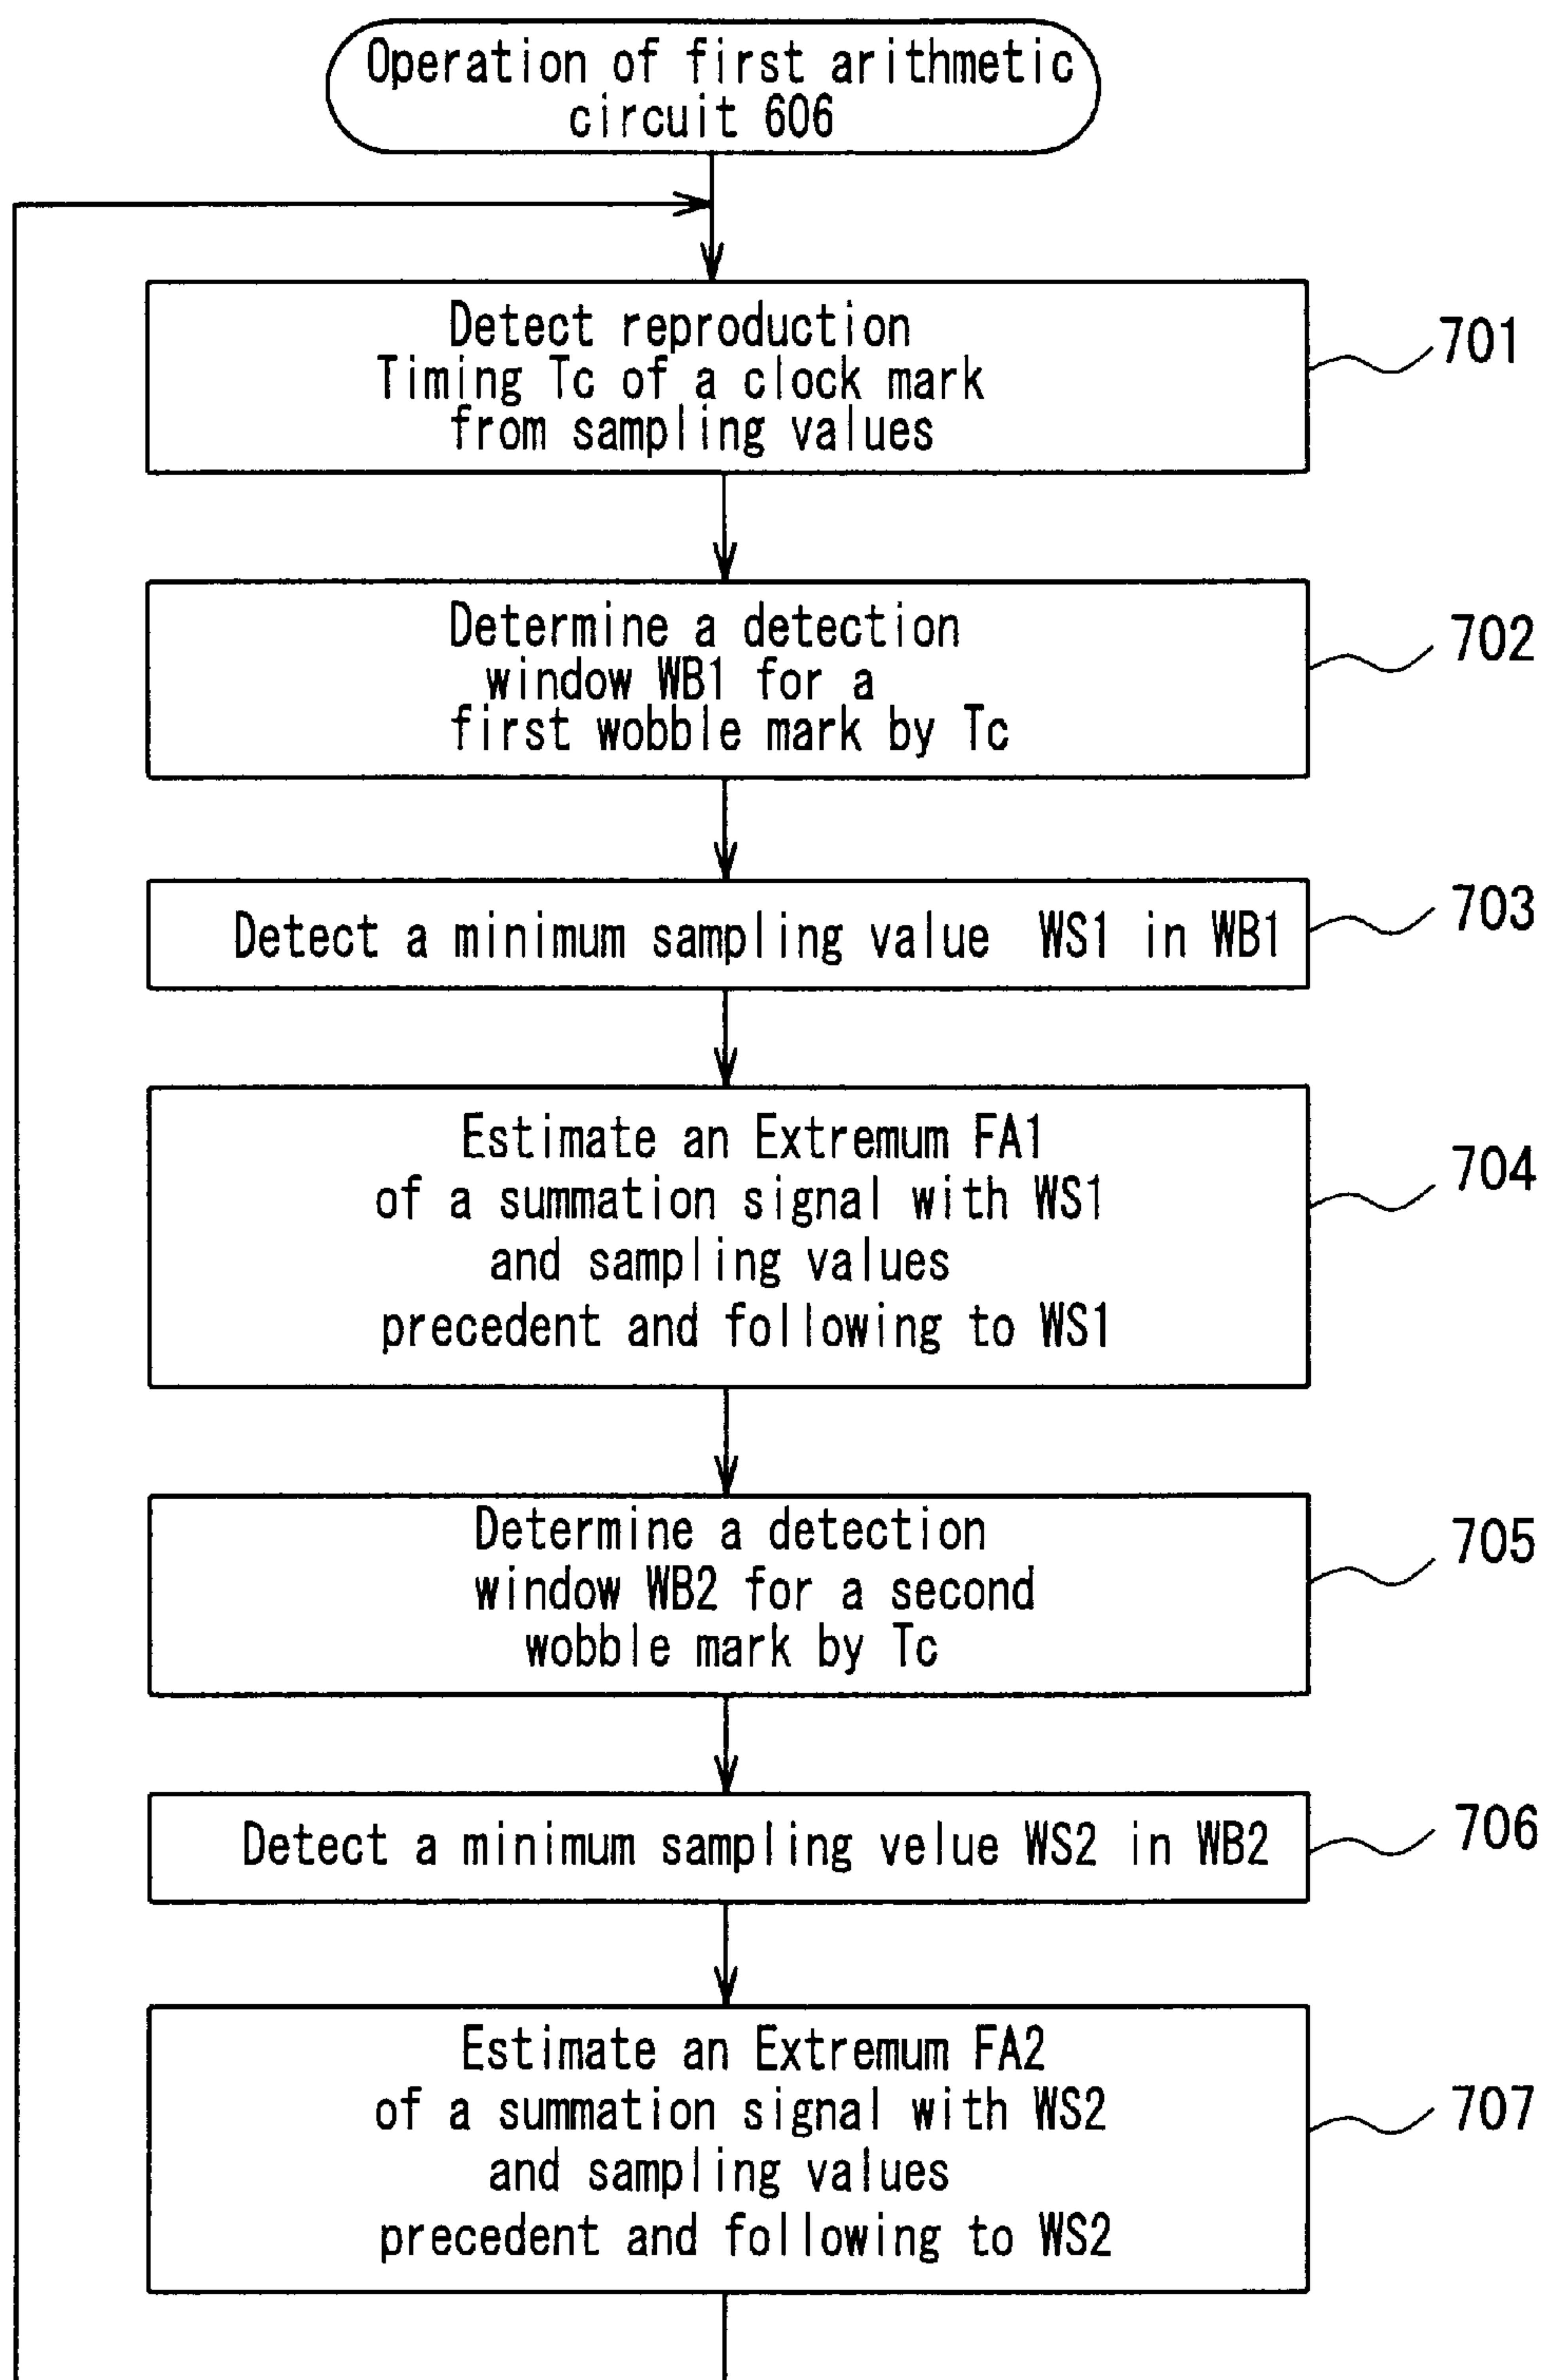 Operation of first arithmetic
circuit 606
Detect reproduction
Timing Tc of a clock mark
from sampling values
701
Determine a detection
window WB1 for a
first wobble mark by Tc
702
Detect a minimum sampling value WS1 in WB1
703
Estimate an Extremum FA1
of a summation signal with WS1
and sampling values
precedent and following to WS1
704
Determine a detection
window WB2 for a second
wobble mark by Tc
705
Detect a minimum sampling velue WS2 in WB2
706
Estimate an Extremum FA2
of a summation signal with WS2
and sampling values
precedent and following to WS2
707